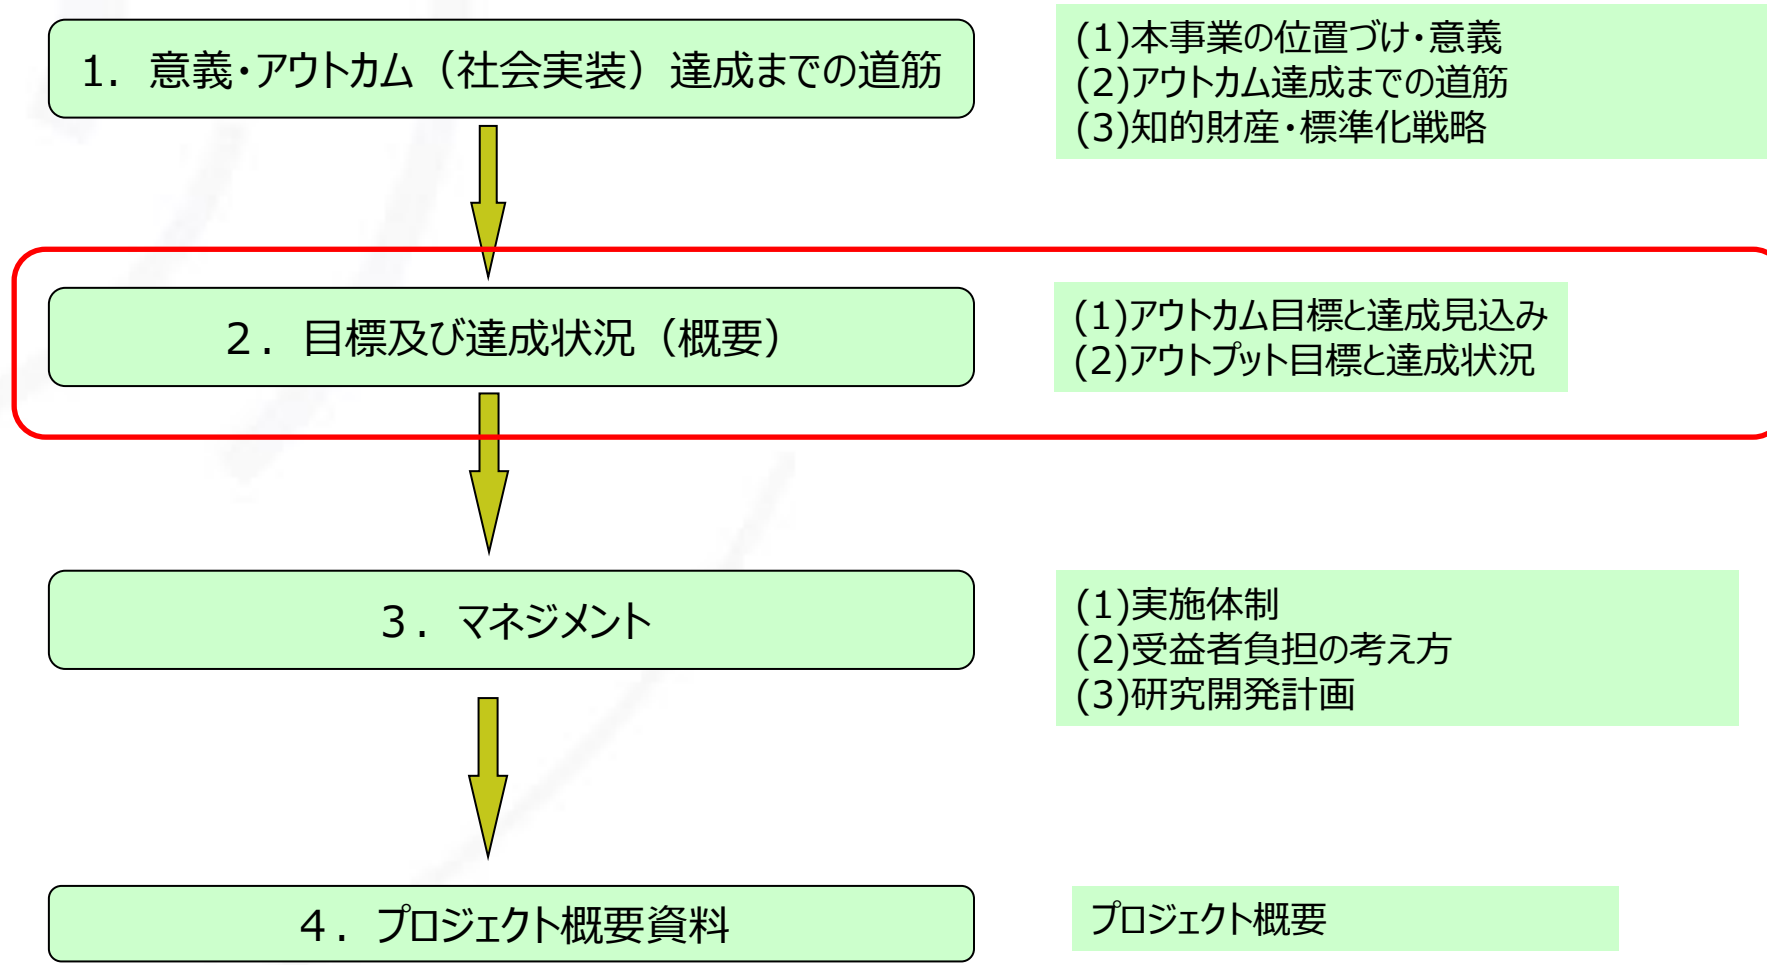 1. 意義・アウトカム（社会実装）達成までの道筋
(1)本事業の位置づけ・意義
(2)アウトカム達成までの道筋
(3)知的財産・標準化戦略
２. 目標及び達成状況（概要）
(1)アウトカム目標と達成見込み
(2)アウトプット目標と達成状況
３. マネジメント
(1)実施体制
(2)受益者負担の考え方
(3)研究開発計画
４. プロジェクト概要資料
プロジェクト概要